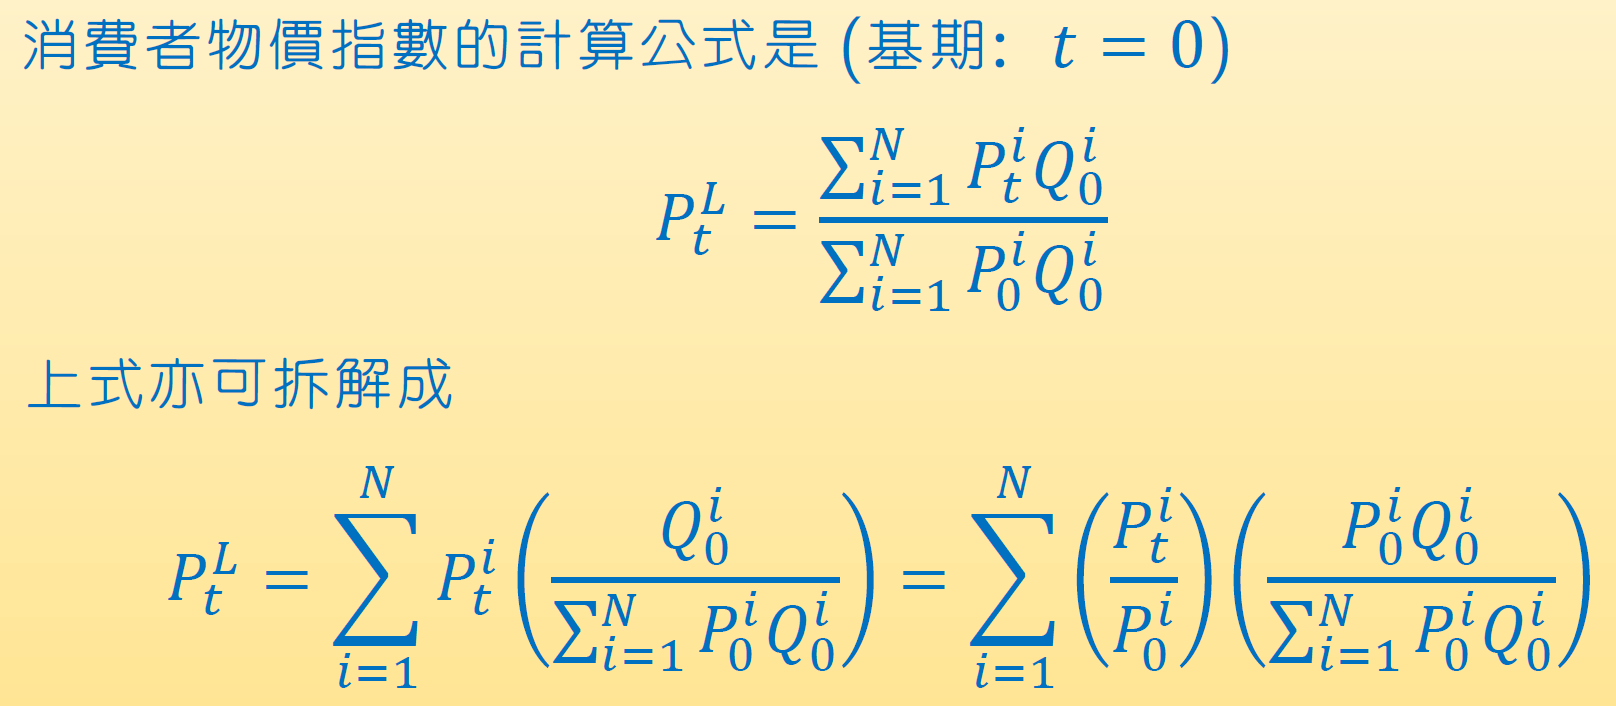 消費者物價指數的計算公式是 (基期: t = 0)
P_t^L = \frac{\sum_{i=1}^{N} P_t^i Q_0^i}{\sum_{i=1}^{N} P_0^i Q_0^i}
上式亦可拆解成
P_t^L = \sum_{i=1}^{N} P_t^i \left( \frac{Q_0^i}{\sum_{i=1}^{N} P_0^i Q_0^i} \right) = \sum_{i=1}^{N} \left( \frac{P_t^i}{P_0^i} \right) \left( \frac{P_0^i Q_0^i}{\sum_{i=1}^{N} P_0^i Q_0^i} \right)